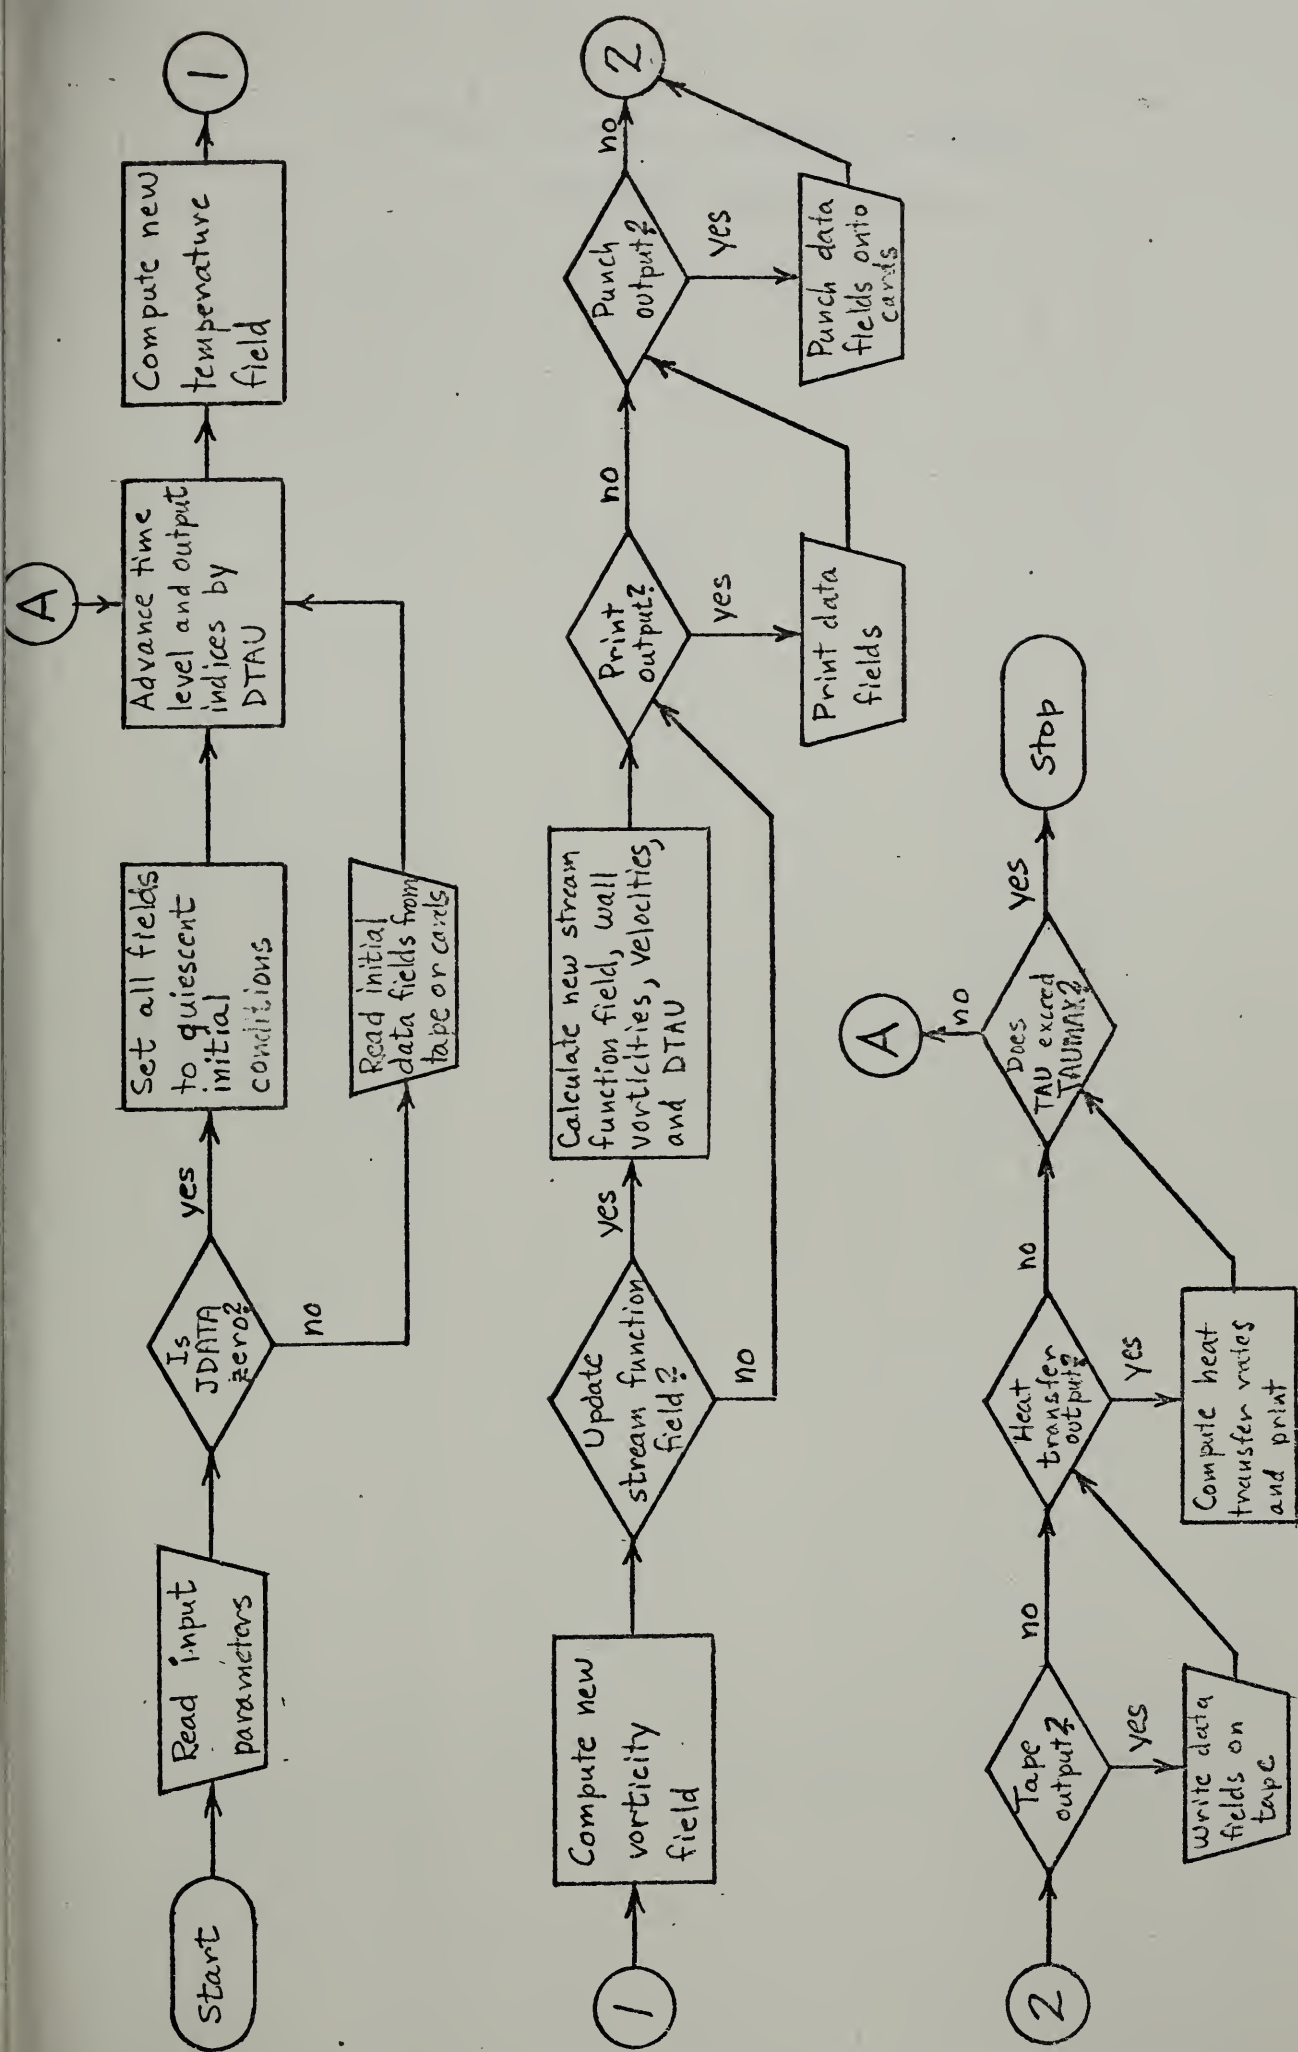 Start
Read input
parameters
Is
JDATA
zero?
yes
no
Set all fields
to quiescent
initial
conditions
Read initial
data fields from
tape or cards
A
Advance time
level and output
indices by
DTAU
Compute new
temperature
field
1
1
Compute new
vorticity
field
Update
stream function
field?
yes
no
Calculate new stream
function field, wall
vorticities, velocities,
and DTAU
Print
output?
no
yes
Print data
fields
Punch
output?
no
yes
Punch data
fields onto
cards
2
2
Tape
output?
no
yes
Write data
fields on
tape
Heat
transfer
output?
no
yes
Compute heat
transfer rates
and print
Does
TAU exceed
TAUMAX?
no
A
yes
Stop